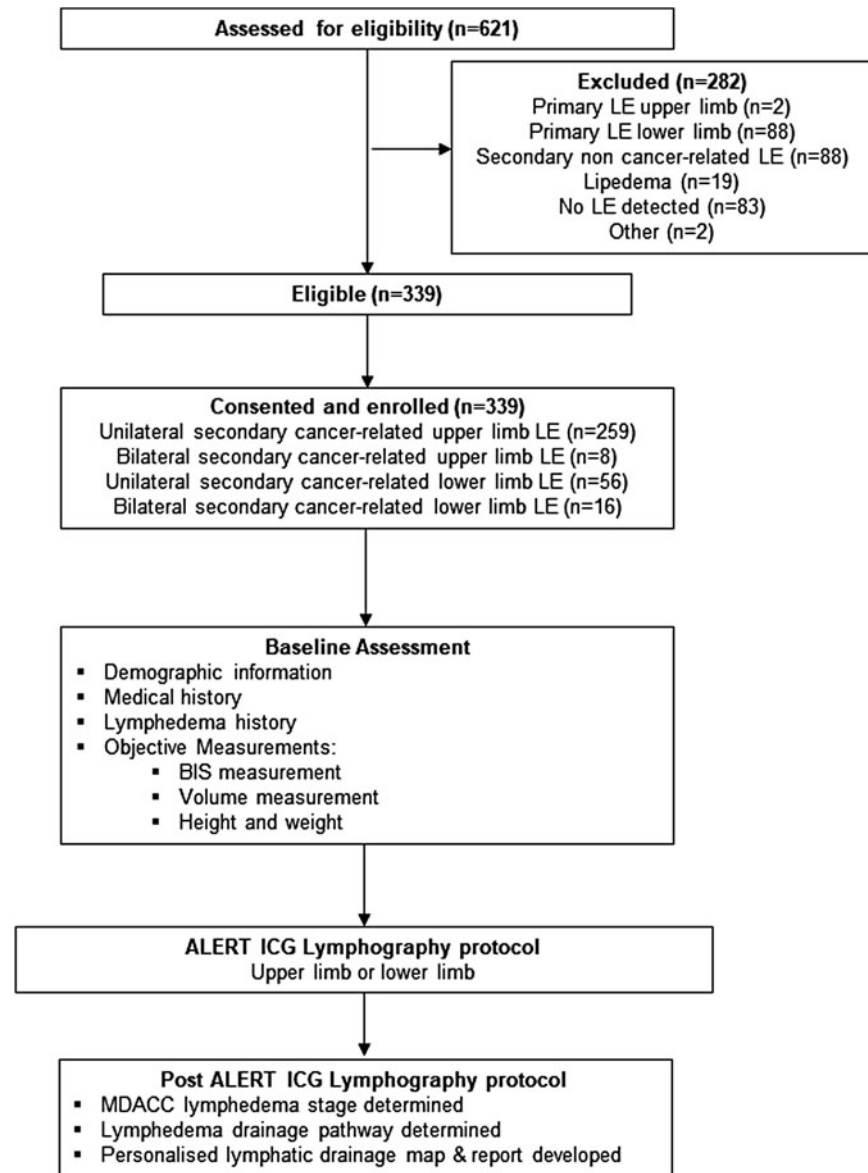 Assessed for eligibility (n=621)
Excluded (n=282)
Primary LE upper limb (n=2)
Primary LE lower limb (n=88)
Secondary non cancer-related LE (n=88)
Lipedema (n=19)
No LE detected (n=83)
Other (n=2)
Eligible (n=339)
Consented and enrolled (n=339)
Unilateral secondary cancer-related upper limb LE (n=259)
Bilateral secondary cancer-related upper limb LE (n=8)
Unilateral secondary cancer-related lower limb LE (n=56)
Bilateral secondary cancer-related lower limb LE (n=16)
Baseline Assessment
▪ Demographic information
▪ Medical history
▪ Lymphedema history
▪ Objective Measurements:
▪ BIS measurement
▪ Volume measurement
▪ Height and weight
ALERT ICG Lymphography protocol
Upper limb or lower limb
Post ALERT ICG Lymphography protocol
▪ MDACC lymphedema stage determined
▪ Lymphedema drainage pathway determined
▪ Personalised lymphatic drainage map & report developed